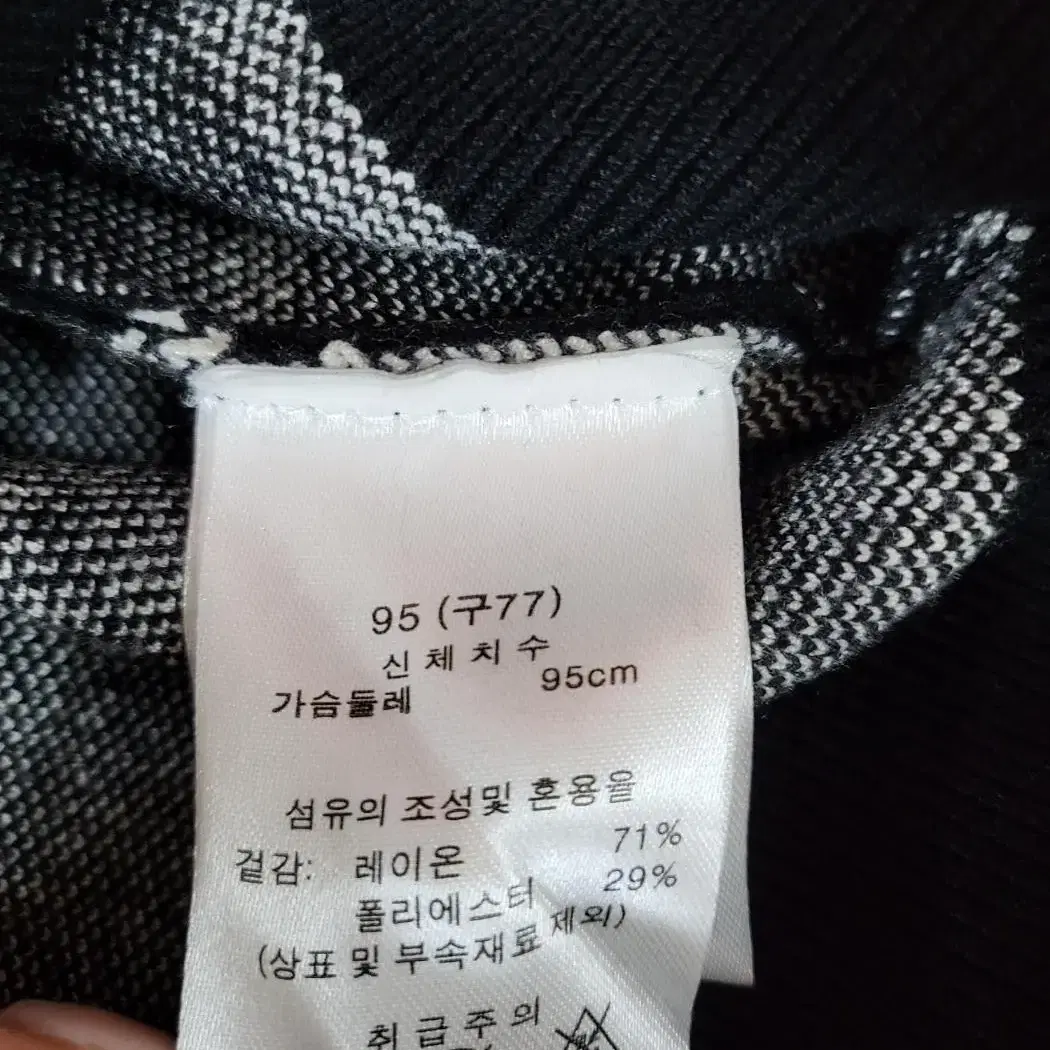 95 (구77)
신체치수
가슴둘레 95cm
섬유의 조성및 혼용율
겉감: 레이온 71%
폴리에스터 29%
(상표 및 부속재료 제외)
취급주의